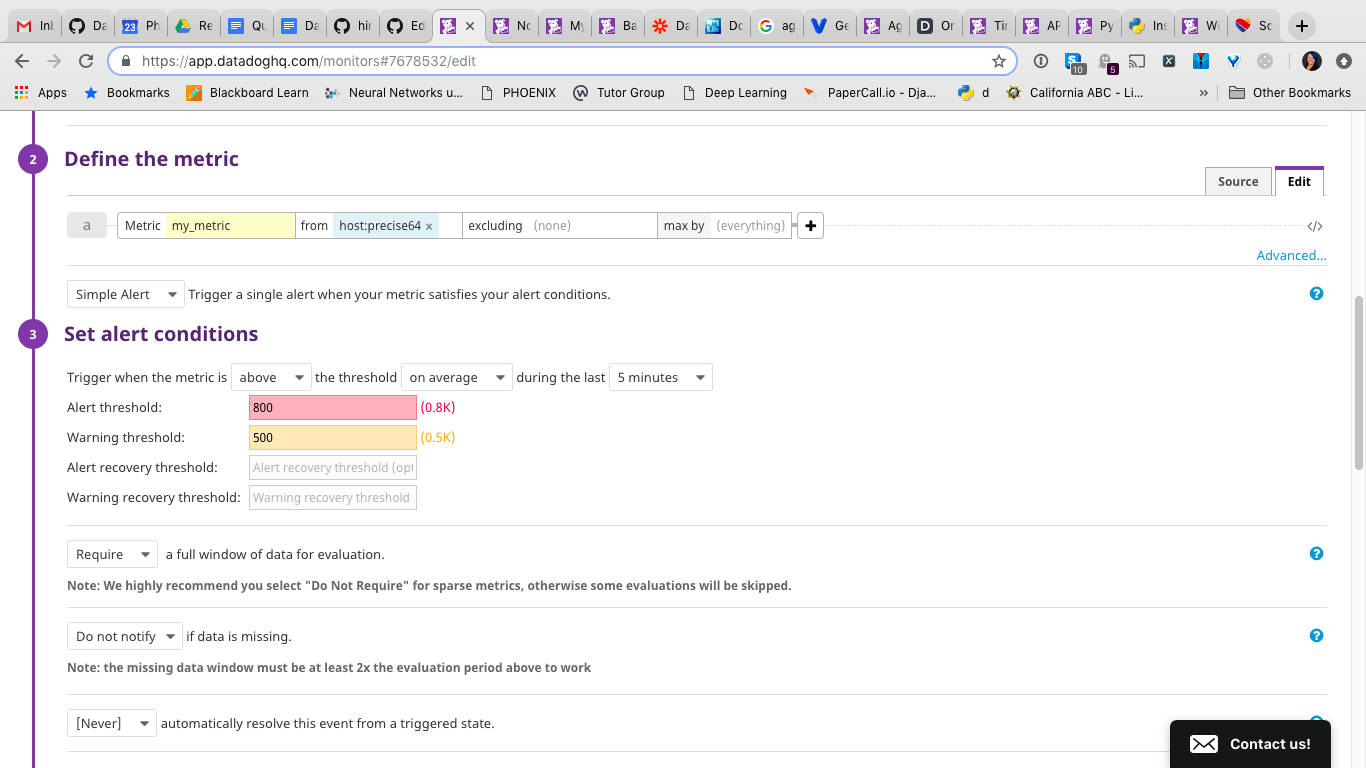 Inl Da 23 Ph Re Qu Da hir Ed No My Ba Da Do ag Ge Ag Or Tir AP Py Ins Wi So
https://app.datadoghq.com/monitors#7678532/edit 10 5
Apps Bookmarks Blackboard Learn Neural Networks u... PHOENIX Tutor Group Deep Learning PaperCall.io - Dja... d California ABC - Li... » Other Bookmarks
2 Define the metric
Source Edit
a Metric my_metric from host:precise64 × excluding (none) max by (everything) + </>
Advanced...
Simple Alert Trigger a single alert when your metric satisfies your alert conditions. ?
3 Set alert conditions
Trigger when the metric is above the threshold on average during the last 5 minutes
Alert threshold: 800 (0.8K)
Warning threshold: 500 (0.5K)
Alert recovery threshold: Alert recovery threshold (opt
Warning recovery threshold: Warning recovery threshold
Require a full window of data for evaluation. ?
Note: We highly recommend you select "Do Not Require" for sparse metrics, otherwise some evaluations will be skipped.
Do not notify if data is missing. ?
Note: the missing data window must be at least 2x the evaluation period above to work
[Never] automatically resolve this event from a triggered state.
Contact us!